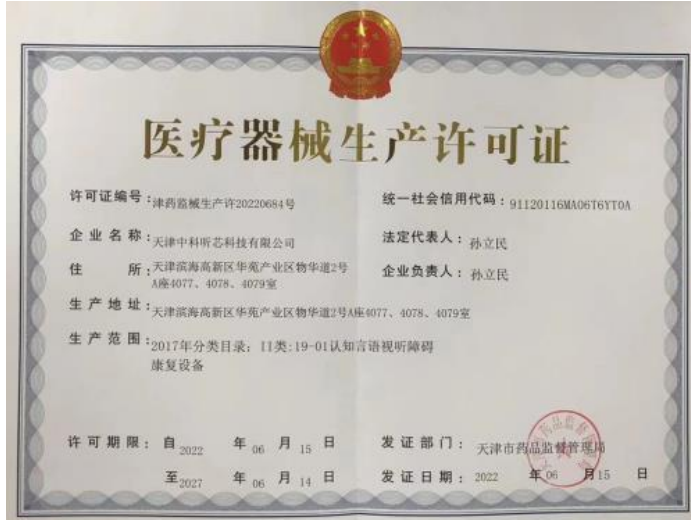 医疗器械生产许可证
许可证编号：津药监械生产许20220684号
统一社会信用代码：91120116MA06T6YT0A
企业名称：天津中科听芯科技有限公司
法定代表人：孙立民
住所：天津滨海高新区华苑产业区物华道2号
A座4077、4078、4079室
企业负责人：孙立民
生产地址：天津滨海高新区华苑产业区物华道2号A座4077、4078、4079室
生产范围：2017年分类目录：II类:19-01认知言语视听障碍
康复设备
许可期限：自2022年06月15日
发证部门：天津市药品监督管理局
至2027年06月14日
发证日期：2022年06月15日